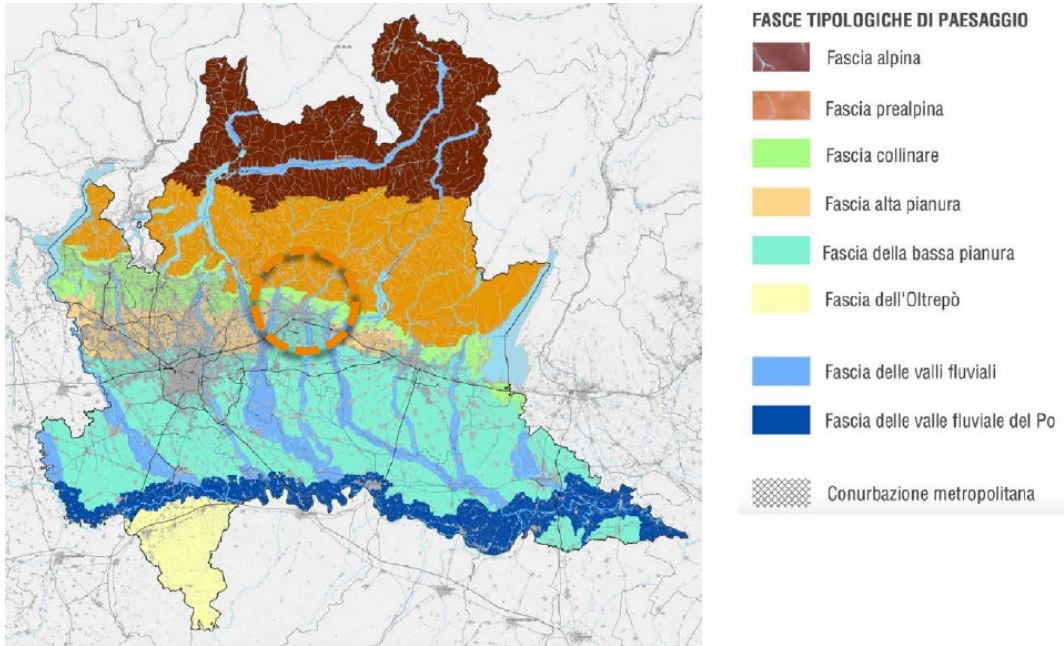 FASCE TIPOLOGICHE DI PAESAGGIO
Fascia alpina
Fascia prealpina
Fascia collinare
Fascia alta pianura
Fascia della bassa pianura
Fascia dell'Oltrepò
Fascia delle valli fluviali
Fascia delle valle fluviale del Po
Conurbazione metropolitana